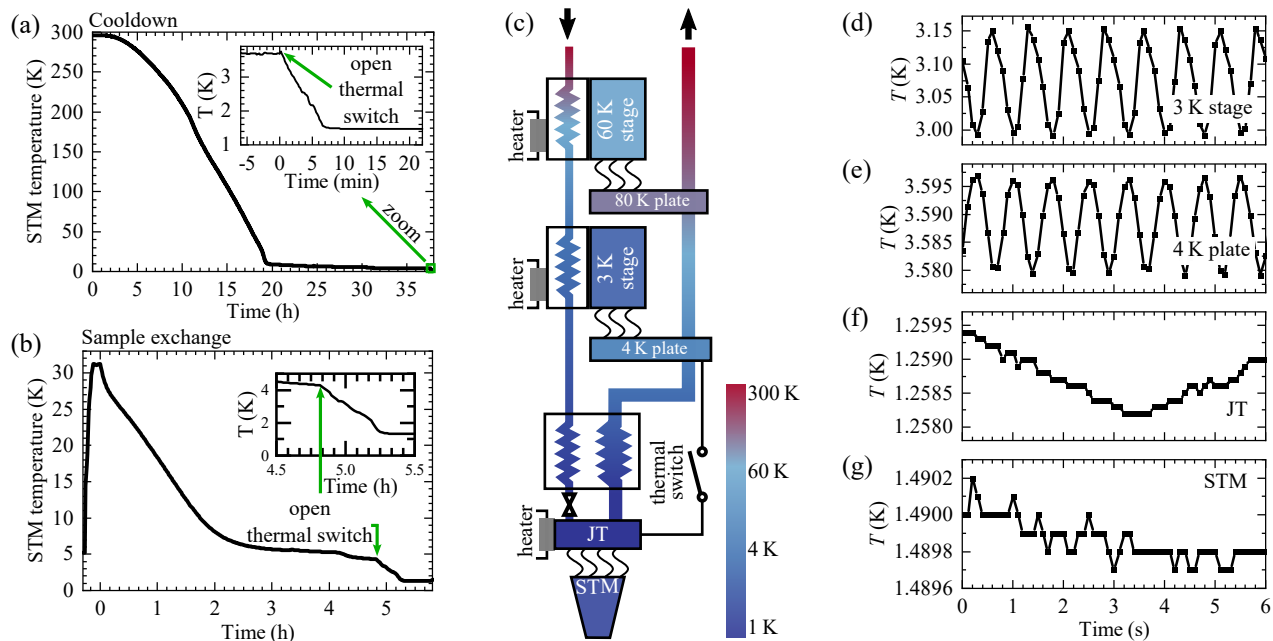 (a)
Cooldown
STM temperature (K)
300
250
200
150
100
50
0
0
5
10
15
20
25
30
35
Time (h)
T (K)
3
2
1
-5
0
5
10
15
20
Time (min)
open
thermal
switch
zoom
(b)
Sample exchange
STM temperature (K)
30
25
20
15
10
5
0
0
1
2
3
4
5
Time (h)
T (K)
4
2
0
4.5
5.0
5.5
Time (h)
open
thermal switch
(c)
heater
60 K
stage
80 K plate
heater
3 K
stage
4 K plate
thermal
switch
heater
JT
STM
300 K
60 K
4 K
1 K
(d)
T (K)
3.15
3.10
3.05
3.00
3 K stage
(e)
T (K)
3.595
3.590
3.585
3.580
4 K plate
(f)
T (K)
1.2595
1.2590
1.2585
1.2580
JT
(g)
T (K)
1.4902
1.4900
1.4898
1.4896
STM
0
1
2
3
4
5
6
Time (s)